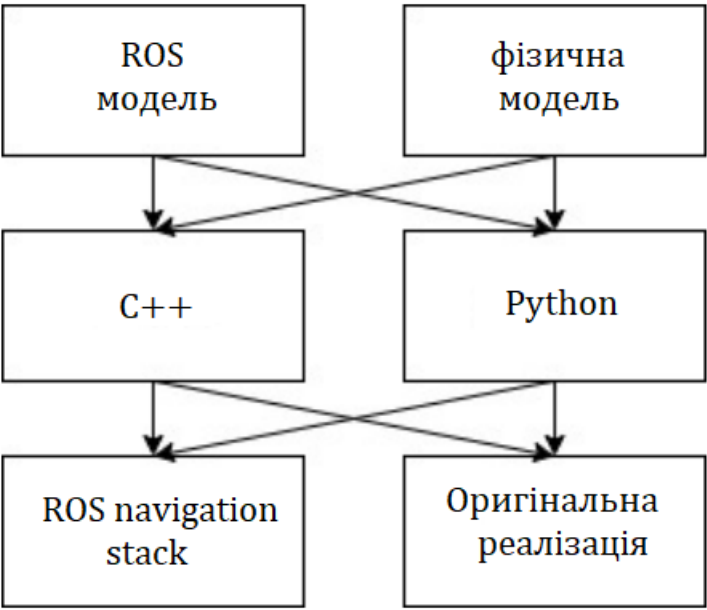 ROS
модель
фізична
модель
C++
Python
ROS navigation
stack
Оригінальна
реалізація